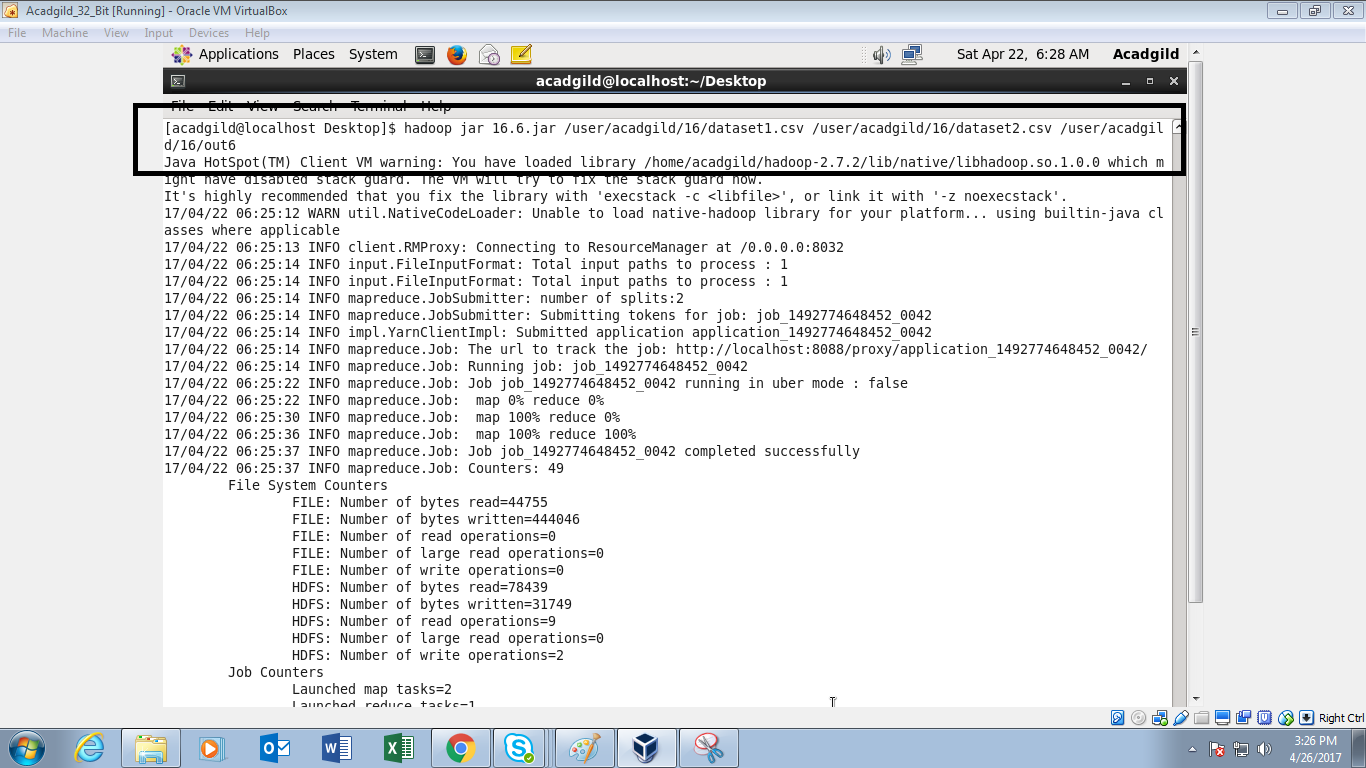 Acadgild_32_Bit [Running] - Oracle VM VirtualBox
File Machine View Input Devices Help
Applications Places System Sat Apr 22, 6:28 AM Acadgild
acadgild@localhost:~/Desktop
File Edit View Search Terminal Help
[acadgild@localhost Desktop]$ hadoop jar 16.6.jar /user/acadgild/16/dataset1.csv /user/acadgild/16/dataset2.csv /user/acadgil
d/16/out6
Java HotSpot(TM) Client VM warning: You have loaded library /home/acadgild/hadoop-2.7.2/lib/native/libhadoop.so.1.0.0 which m
ight have disabled stack guard. The VM will try to fix the stack guard now.
It's highly recommended that you fix the library with 'execstack -c <libfile>', or link it with '-z noexecstack'.
17/04/22 06:25:12 WARN util.NativeCodeLoader: Unable to load native-hadoop library for your platform... using builtin-java cl
asses where applicable
17/04/22 06:25:13 INFO client.RMProxy: Connecting to ResourceManager at /0.0.0.0:8032
17/04/22 06:25:14 INFO input.FileInputFormat: Total input paths to process : 1
17/04/22 06:25:14 INFO input.FileInputFormat: Total input paths to process : 1
17/04/22 06:25:14 INFO mapreduce.JobSubmitter: number of splits:2
17/04/22 06:25:14 INFO mapreduce.JobSubmitter: Submitting tokens for job: job_1492774648452_0042
17/04/22 06:25:14 INFO impl.YarnClientImpl: Submitted application application_1492774648452_0042
17/04/22 06:25:14 INFO mapreduce.Job: The url to track the job: http://localhost:8088/proxy/application_1492774648452_0042/
17/04/22 06:25:14 INFO mapreduce.Job: Running job: job_1492774648452_0042
17/04/22 06:25:22 INFO mapreduce.Job: Job job_1492774648452_0042 running in uber mode : false
17/04/22 06:25:22 INFO mapreduce.Job:  map 0% reduce 0%
17/04/22 06:25:30 INFO mapreduce.Job:  map 100% reduce 0%
17/04/22 06:25:36 INFO mapreduce.Job:  map 100% reduce 100%
17/04/22 06:25:37 INFO mapreduce.Job: Job job_1492774648452_0042 completed successfully
17/04/22 06:25:37 INFO mapreduce.Job: Counters: 49
File System Counters
FILE: Number of bytes read=44755
FILE: Number of bytes written=444046
FILE: Number of read operations=0
FILE: Number of large read operations=0
FILE: Number of write operations=0
HDFS: Number of bytes read=78439
HDFS: Number of bytes written=31749
HDFS: Number of read operations=9
HDFS: Number of large read operations=0
HDFS: Number of write operations=2
Job Counters
Launched map tasks=2
Launched reduce tasks=1
Right Ctrl
3:26 PM
4/26/2017